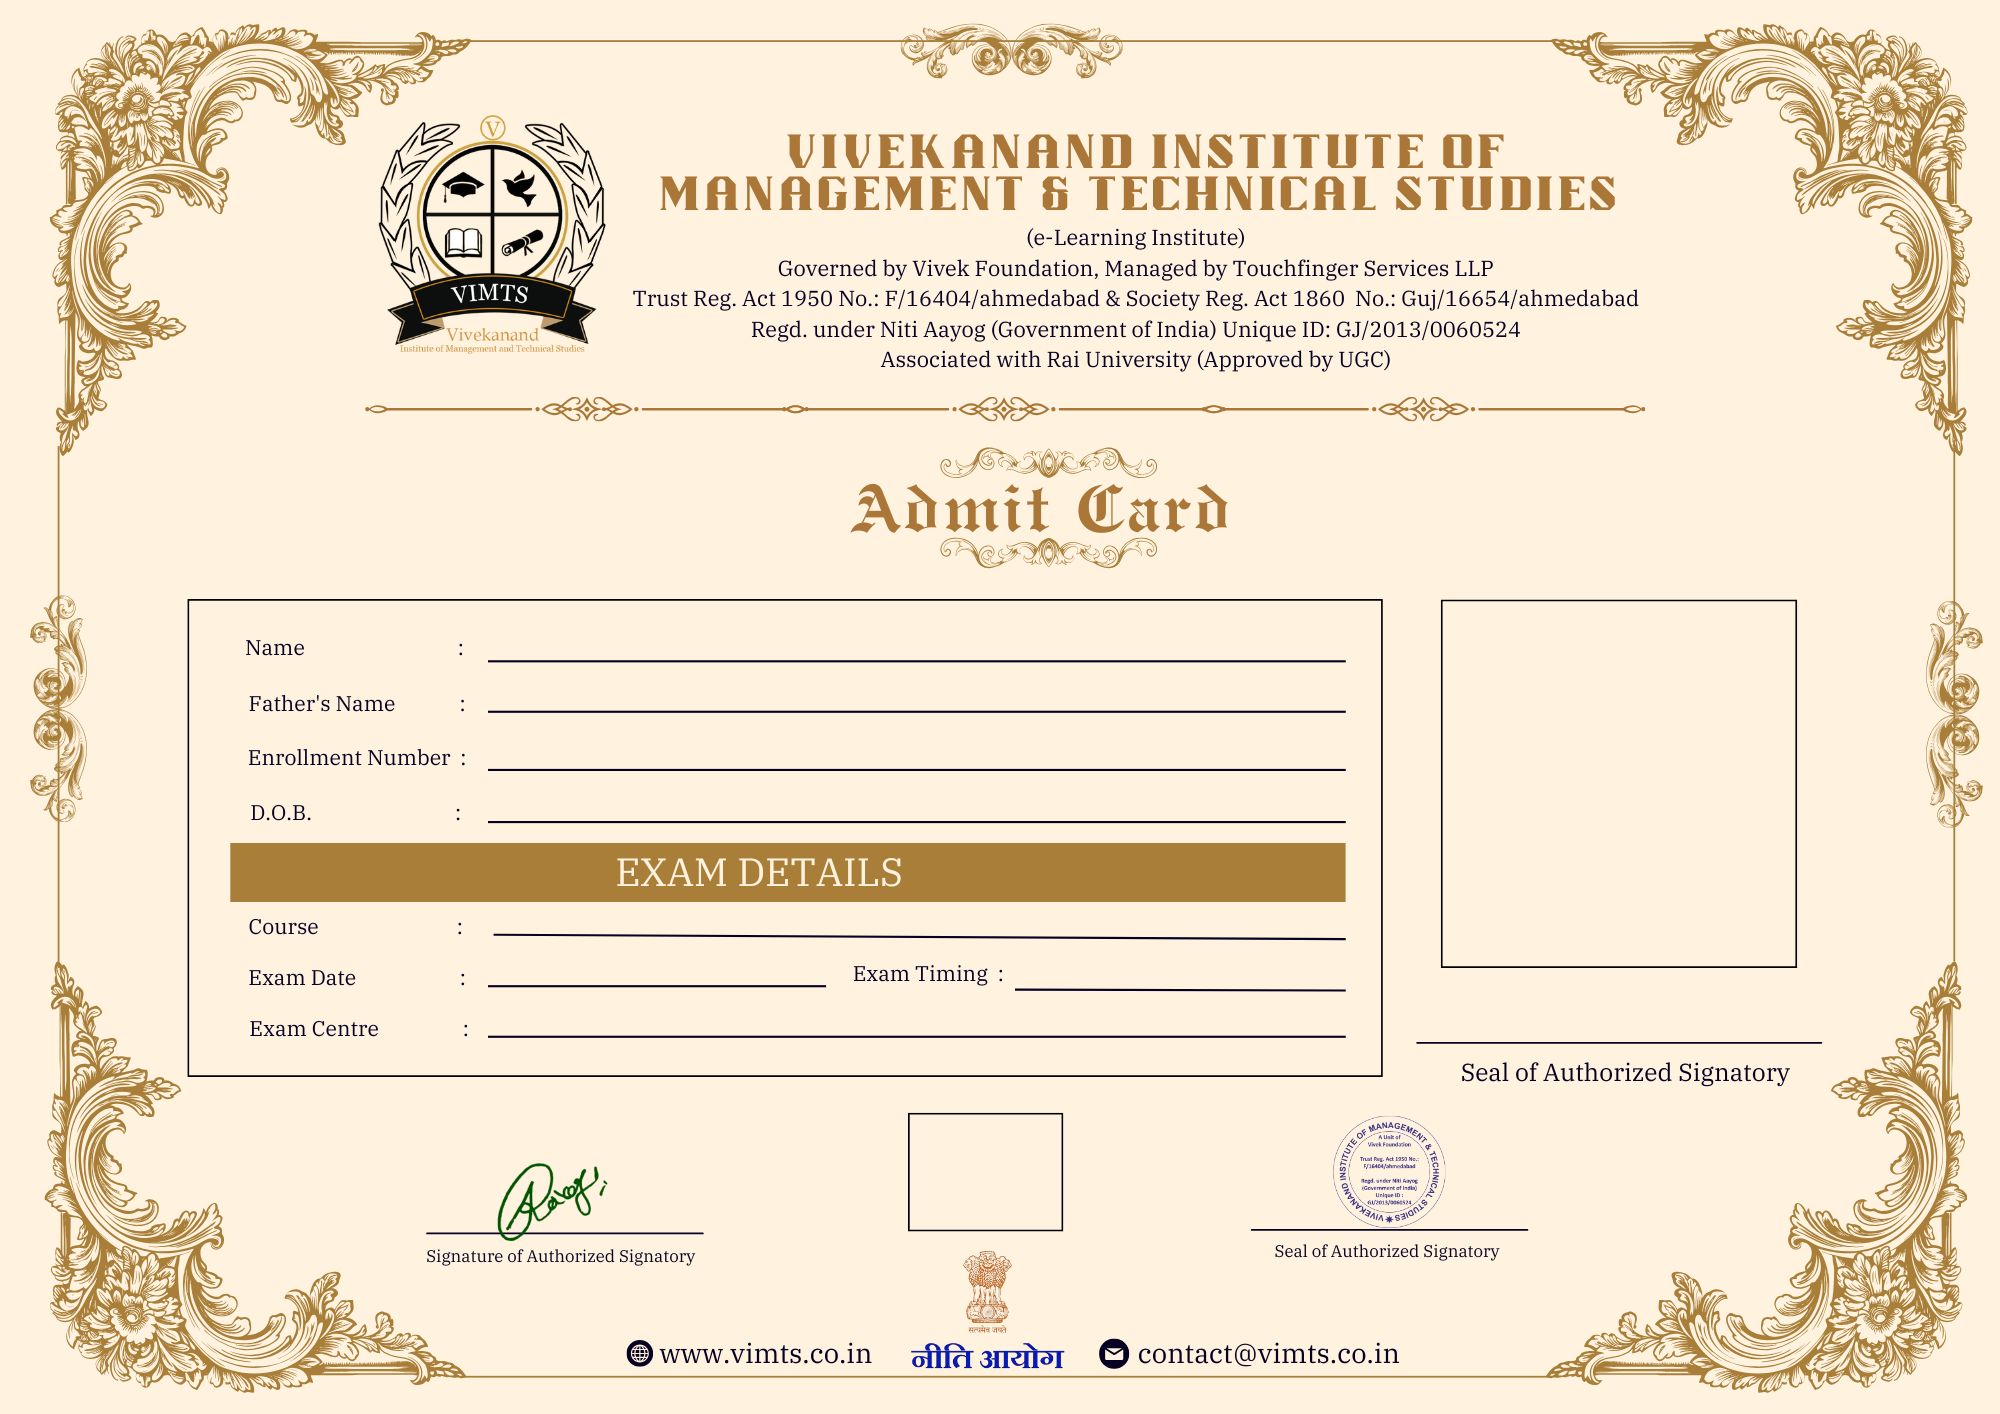 V
VIMTS
Vivekanand
Institute of Management and Technical Studies
VIVEKANAND INSTITUTE OF
MANAGEMENT & TECHNICAL STUDIES
(e-Learning Institute)
Governed by Vivek Foundation, Managed by Touchfinger Services LLP
Trust Reg. Act 1950 No.: F/16404/ahmedabad & Society Reg. Act 1860 No.: Guj/16654/ahmedabad
Regd. under Niti Aayog (Government of India) Unique ID: GJ/2013/0060524
Associated with Rai University (Approved by UGC)
Admit Card
Name :
Father's Name :
Enrollment Number :
D.O.B. :
EXAM DETAILS
Course :
Exam Date : Exam Timing :
Exam Centre :
Seal of Authorized Signatory
VIVEKANAND INSTITUTE OF MANAGEMENT & TECHNICAL STUDIES
A Unit of
Vivek Foundation
Trust Reg. Act 1950 No.:
F/16404/ahmedabad
Regd. under Niti Aayog
(Government of India)
Unique ID :
GJ/2013/0060524
Signature of Authorized Signatory
Seal of Authorized Signatory
सत्यमेव जयते
www.vimts.co.in
नीति आयोग
contact@vimts.co.in